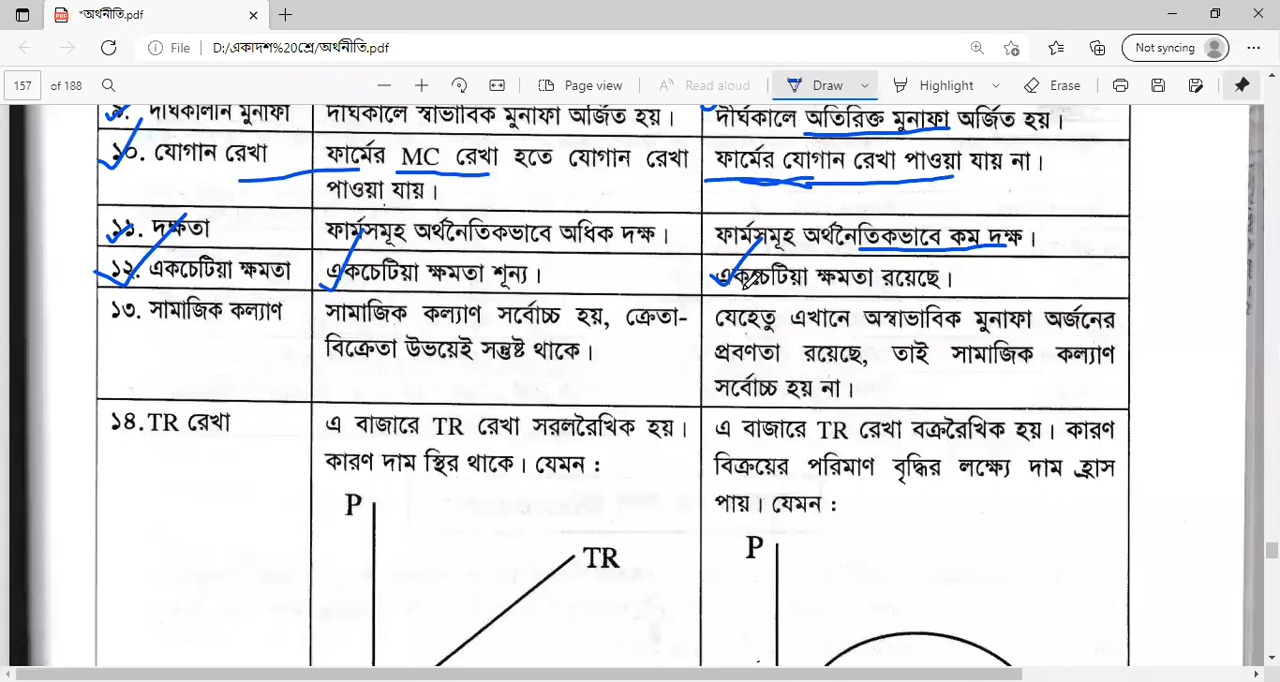 *অর্থনীতি.pdf
File
D:/একাদশ%20শ্রে/অর্থনীতি.pdf
Not syncing
157 of 188
Page view
Read aloud
Draw
Highlight
Erase
৯. দীর্ঘকালীন মুনাফা
দীর্ঘকালে স্বাভাবিক মুনাফা অর্জিত হয়।
দীর্ঘকালে অতিরিক্ত মুনাফা অর্জিত হয়।
১০. যোগান রেখা
ফার্মের MC রেখা হতে যোগান রেখা
পাওয়া যায়।
ফার্মের যোগান রেখা পাওয়া যায় না।
১১. দক্ষতা
ফার্মসমূহ অর্থনৈতিকভাবে অধিক দক্ষ।
ফার্মসমূহ অর্থনৈতিকভাবে কম দক্ষ।
১২. একচেটিয়া ক্ষমতা
একচেটিয়া ক্ষমতা শূন্য।
একচেটিয়া ক্ষমতা রয়েছে।
১৩. সামাজিক কল্যাণ
সামাজিক কল্যাণ সর্বোচ্চ হয়, ক্রেতা-
বিক্রেতা উভয়েই সন্তুষ্ট থাকে।
যেহেতু এখানে অস্বাভাবিক মুনাফা অর্জনের
প্রবণতা রয়েছে, তাই সামাজিক কল্যাণ
সর্বোচ্চ হয় না।
১৪. TR রেখা
এ বাজারে TR রেখা সরলরৈখিক হয়।
কারণ দাম স্থির থাকে। যেমন :
P
TR
এ বাজারে TR রেখা বক্ররৈখিক হয়। কারণ
বিক্রয়ের পরিমাণ বৃদ্ধির লক্ষ্যে দাম হ্রাস
পায়। যেমন :
P